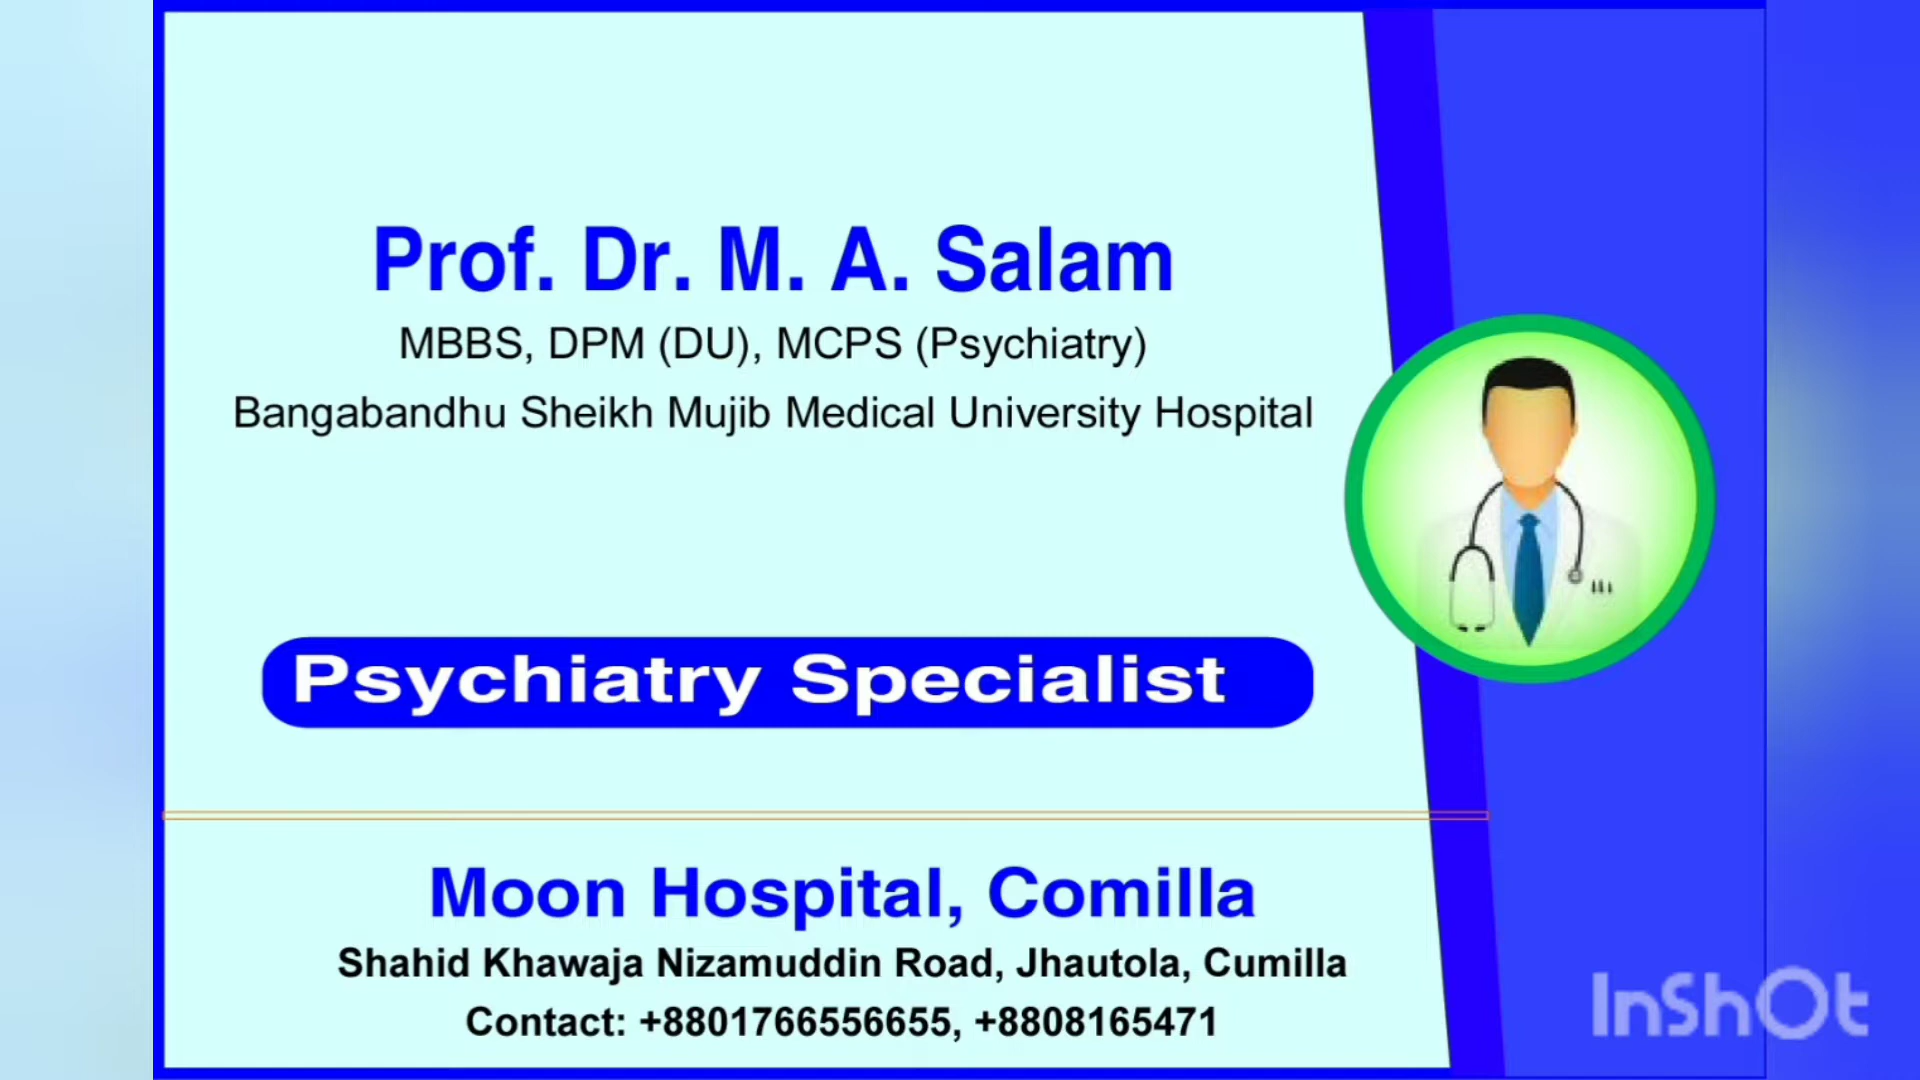 Prof. Dr. M. A. Salam
MBBS, DPM (DU), MCPS (Psychiatry)
Bangabandhu Sheikh Mujib Medical University Hospital
Psychiatry Specialist
Moon Hospital, Comilla
Shahid Khawaja Nizamuddin Road, Jhautola, Cumilla
Contact: +8801766556655, +8808165471
InShOt